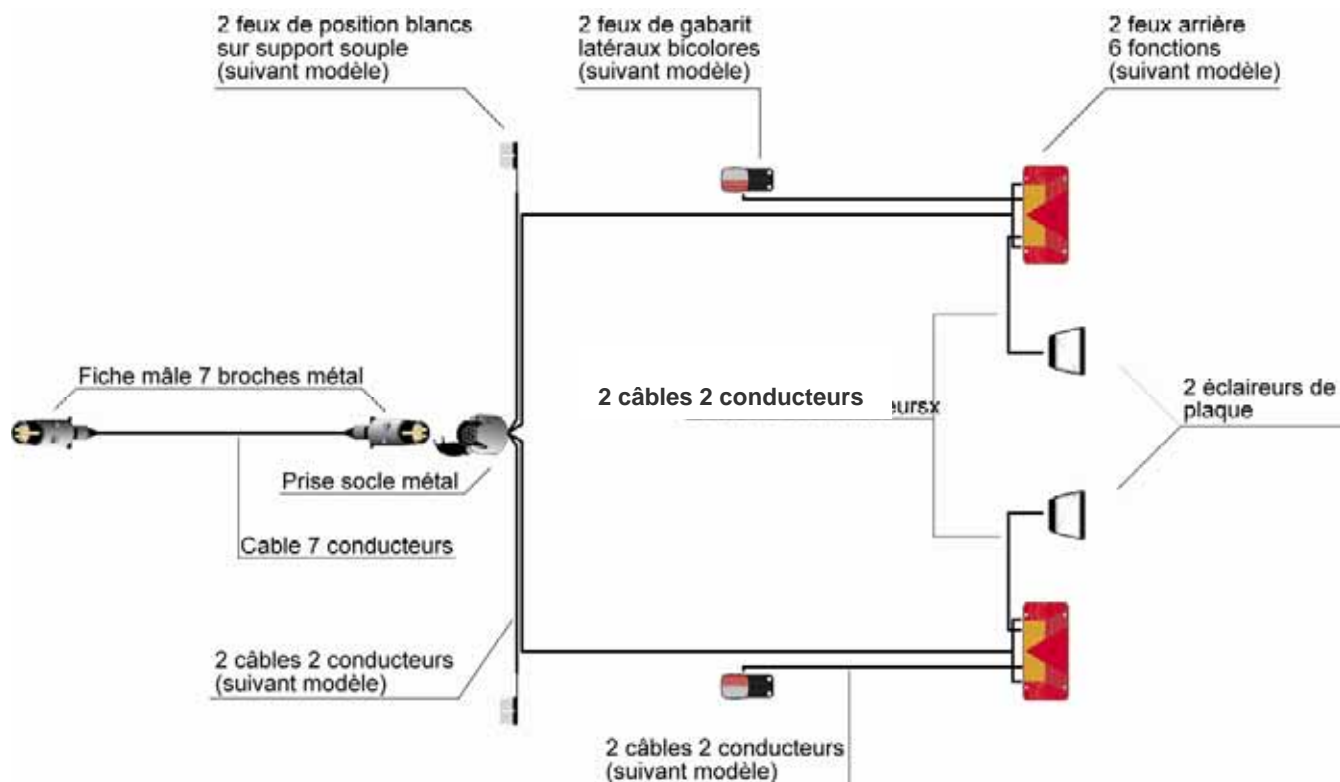 2 feux de position blancs
sur support souple
(suivant modèle)
2 feux de gabarit
latéraux bicolores
(suivant modèle)
2 feux arrière
6 fonctions
(suivant modèle)
Fiche mâle 7 broches métal
2 câbles 2 conducteurs
eursx
2 éclaireurs de
plaque
Prise socle métal
Cable 7 conducteurs
2 câbles 2 conducteurs
(suivant modèle)
2 câbles 2 conducteurs
(suivant modèle)